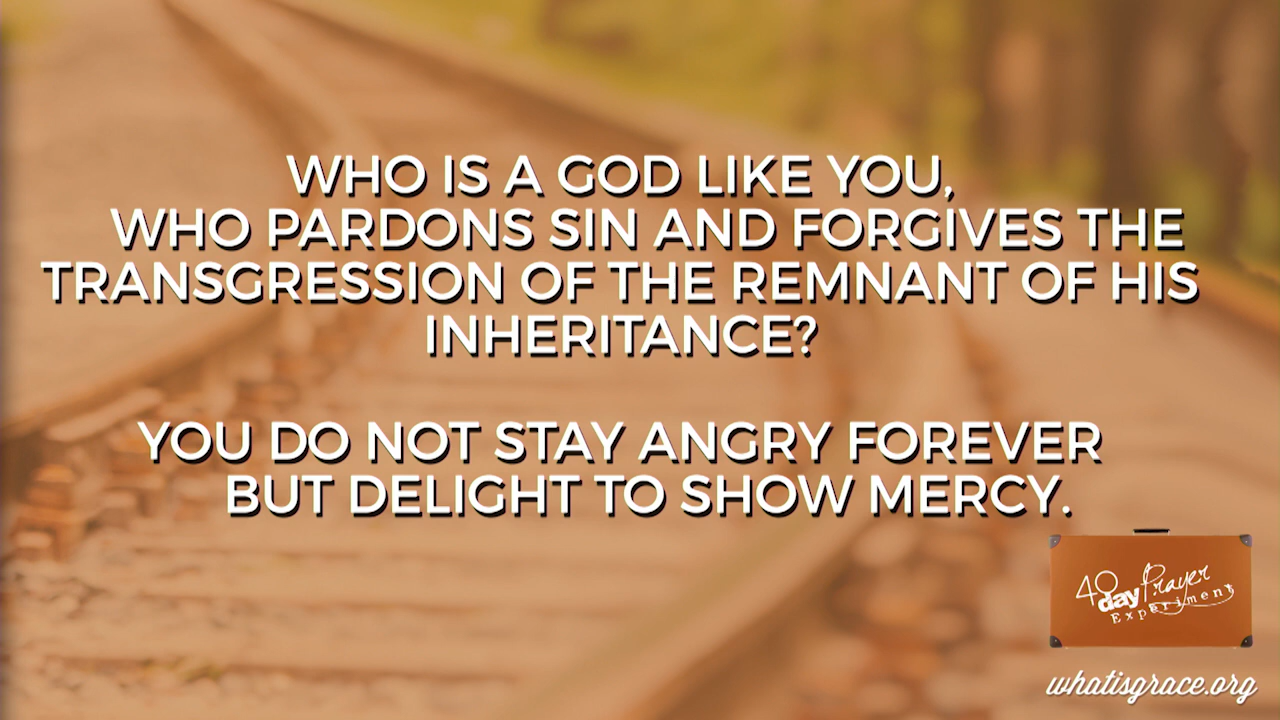 WHO IS A GOD LIKE YOU,
WHO PARDONS SIN AND FORGIVES THE
TRANSGRESSION OF THE REMNANT OF HIS
INHERITANCE?
YOU DO NOT STAY ANGRY FOREVER
BUT DELIGHT TO SHOW MERCY.
40
day Prayer
Experiment
whatisgrace.org